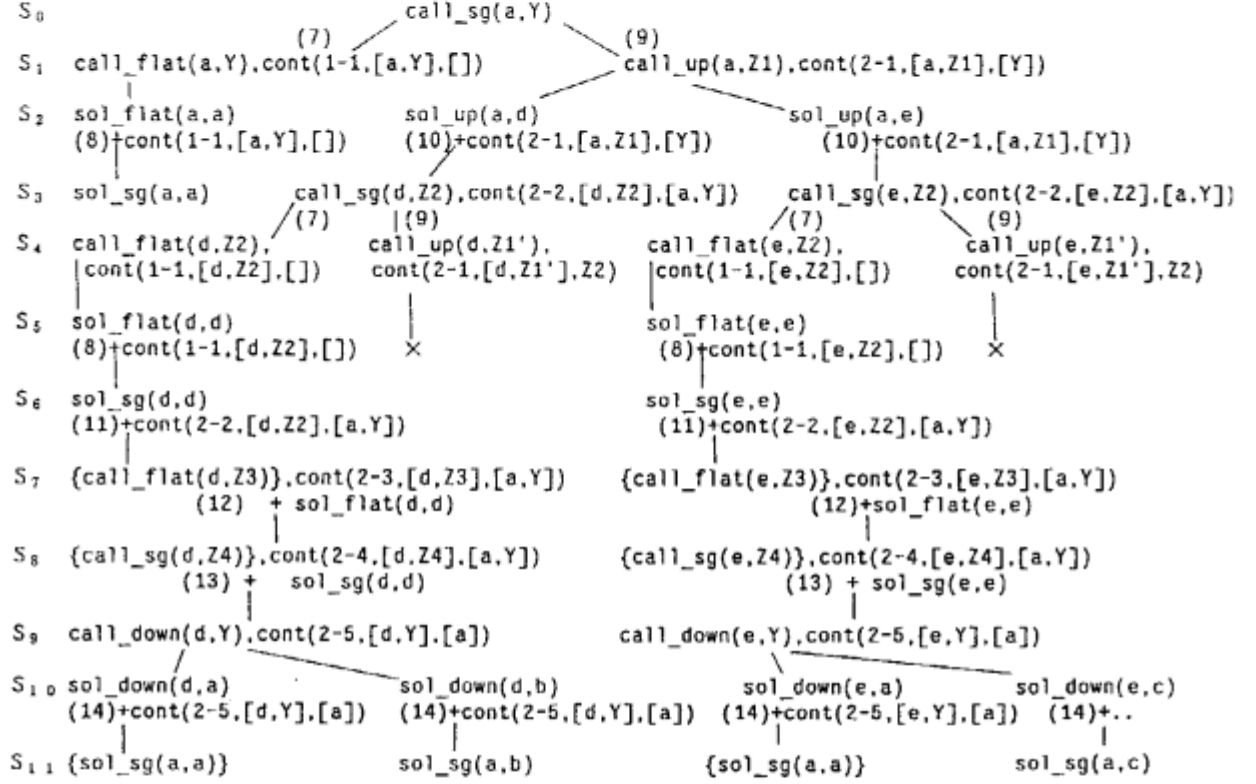 S0 call_sg(a,Y)
(7) (9)
S1 call_flat(a,Y),cont(1-1,[a,Y],[]) call_up(a,Z1),cont(2-1,[a,Z1],[Y])
S2 sol_flat(a,a) sol_up(a,d) sol_up(a,e)
(8)+cont(1-1,[a,Y],[]) (10)+cont(2-1,[a,Z1],[Y]) (10)+cont(2-1,[a,Z1],[Y])
S3 sol_sg(a,a) call_sg(d,Z2),cont(2-2,[d,Z2],[a,Y]) call_sg(e,Z2),cont(2-2,[e,Z2],[a,Y])
(7) (9) (7) (9)
S4 call_flat(d,Z2), call_up(d,Z1'), call_flat(e,Z2), call_up(e,Z1'),
cont(1-1,[d,Z2],[]) cont(2-1,[d,Z1'],Z2) cont(1-1,[e,Z2],[]) cont(2-1,[e,Z1'],Z2)
S5 sol_flat(d,d) sol_flat(e,e)
(8)+cont(1-1,[d,Z2],[]) × (8)+cont(1-1,[e,Z2],[]) ×
S6 sol_sg(d,d) sol_sg(e,e)
(11)+cont(2-2,[d,Z2],[a,Y]) (11)+cont(2-2,[e,Z2],[a,Y])
S7 {call_flat(d,Z3)},cont(2-3,[d,Z3],[a,Y]) {call_flat(e,Z3)},cont(2-3,[e,Z3],[a,Y])
(12) + sol_flat(d,d) (12)+sol_flat(e,e)
S8 {call_sg(d,Z4)},cont(2-4,[d,Z4],[a,Y]) {call_sg(e,Z4)},cont(2-4,[e,Z4],[a,Y])
(13) + sol_sg(d,d) (13) + sol_sg(e,e)
S9 call_down(d,Y),cont(2-5,[d,Y],[a]) call_down(e,Y),cont(2-5,[e,Y],[a])
S10 sol_down(d,a) sol_down(d,b) sol_down(e,a) sol_down(e,c)
(14)+cont(2-5,[d,Y],[a]) (14)+cont(2-5,[d,Y],[a]) (14)+cont(2-5,[e,Y],[a]) (14)+..
S11 {sol_sg(a,a)} sol_sg(a,b) {sol_sg(a,a)} sol_sg(a,c)